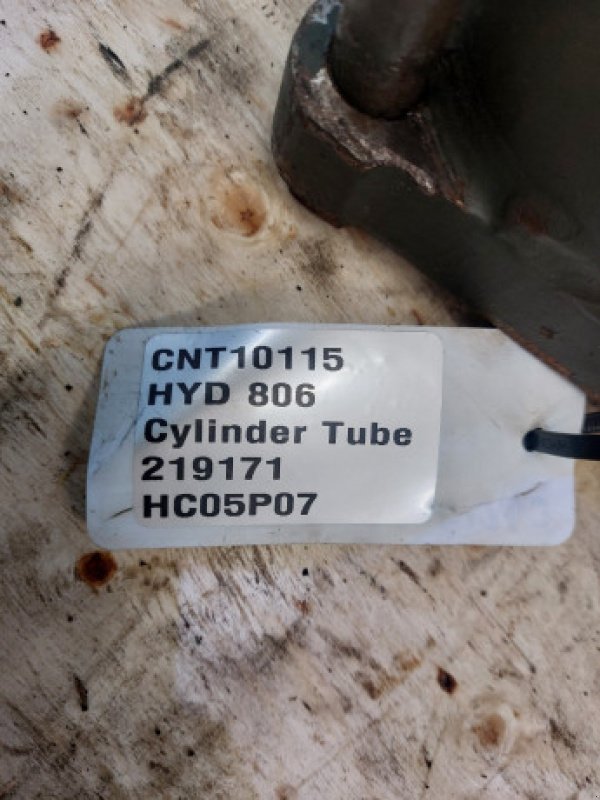 CNT10115
HYD 806
Cylinder Tube
219171
HC05P07